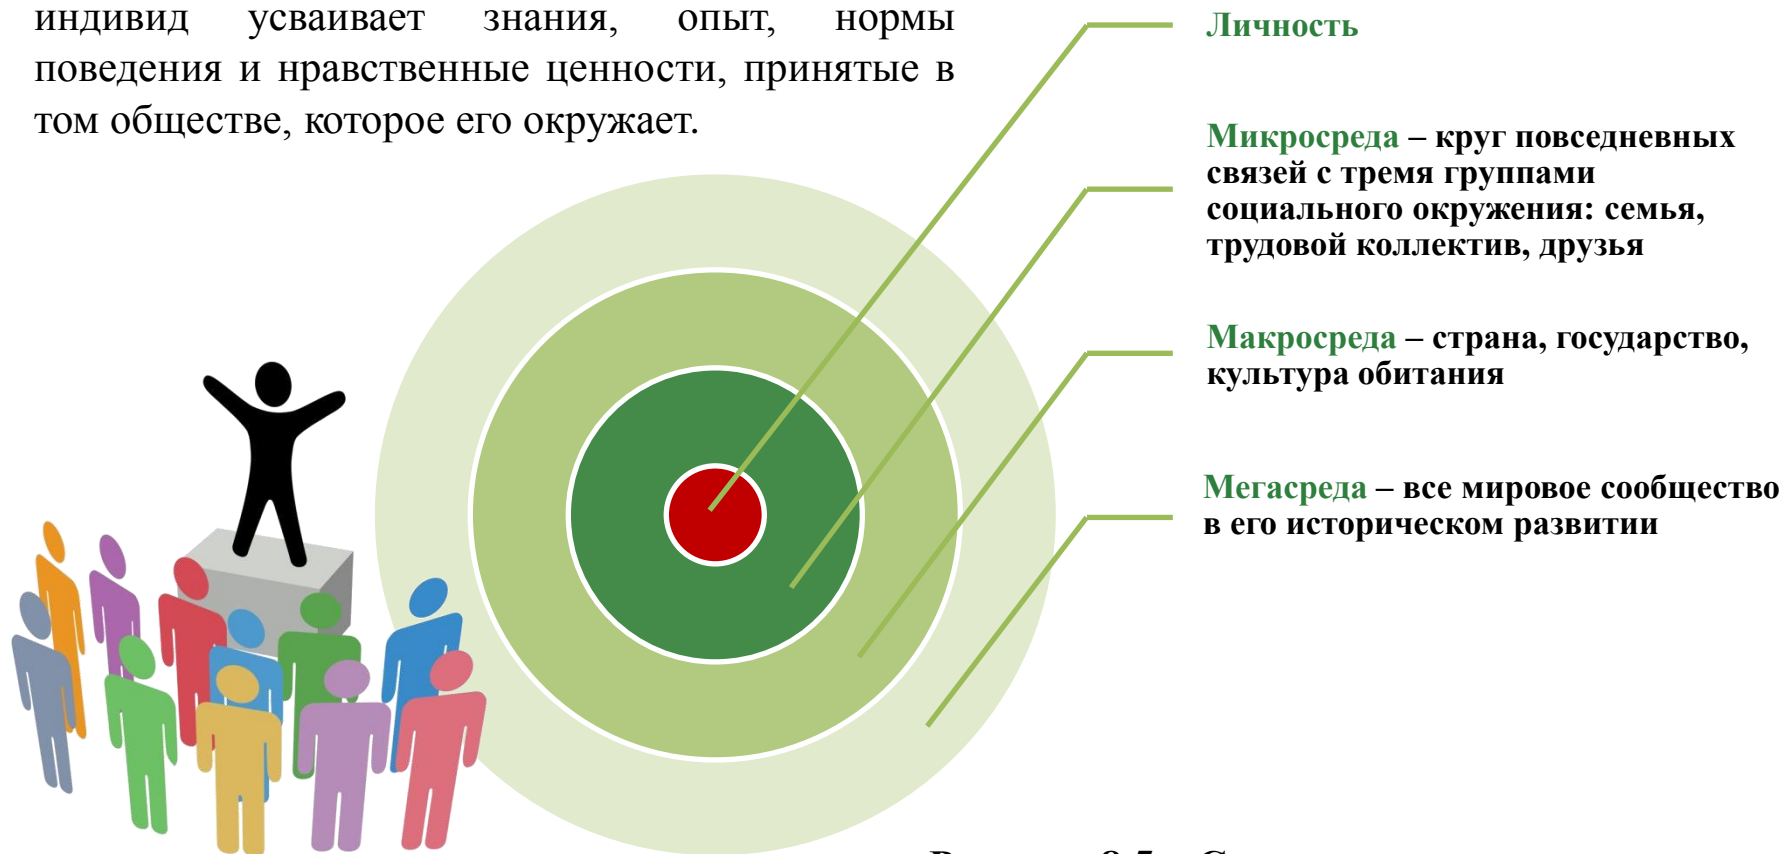 индивид усваивает знания, опыт, нормы
поведения и нравственные ценности, принятые в
том обществе, которое его окружает.
Личность
Микросреда – круг повседневных
связей с тремя группами
социального окружения: семья,
трудовой коллектив, друзья
Макросреда – страна, государство,
культура обитания
Мегасреда – все мировое сообщество
в его историческом развитии